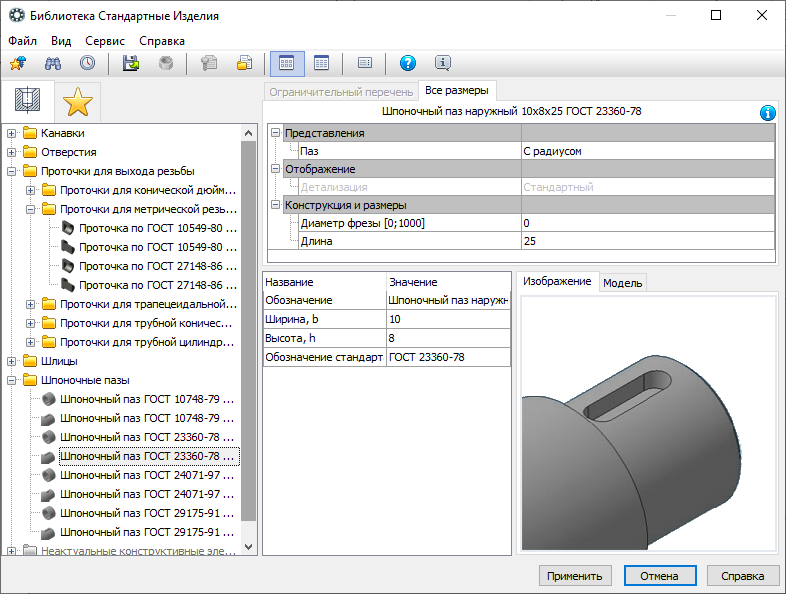 Библиотека Стандартные Изделия
Файл Вид Сервис Справка
Ограничительный перечень Все размеры
Шпоночный паз наружный 10x8x25 ГОСТ 23360-78
Канавки
Отверстия
Проточки для выхода резьбы
Проточки для конической дюйм...
Проточки для метрической резь...
Проточка по ГОСТ 10549-80 ...
Проточка по ГОСТ 10549-80 ...
Проточка по ГОСТ 27148-86 ...
Проточка по ГОСТ 27148-86 ...
Проточки для трапецеидальной...
Проточки для трубной коничес...
Проточки для трубной цилиндр...
Шлицы
Шпоночные пазы
Шпоночный паз ГОСТ 10748-79 ...
Шпоночный паз ГОСТ 10748-79 ...
Шпоночный паз ГОСТ 23360-78 ...
Шпоночный паз ГОСТ 23360-78 ...
Шпоночный паз ГОСТ 24071-97 ...
Шпоночный паз ГОСТ 24071-97 ...
Шпоночный паз ГОСТ 29175-91 ...
Шпоночный паз ГОСТ 29175-91 ...
Неактуальные конструктивные эле...
Представления
Паз С радиусом
Отображение
Детализация Стандартный
Конструкция и размеры
Диаметр фрезы [0;1000] 0
Длина 25
Название Значение
Обозначение Шпоночный паз наружн
Ширина, b 10
Высота, h 8
Обозначение стандарт ГОСТ 23360-78
Изображение Модель
Применить Отмена Справка